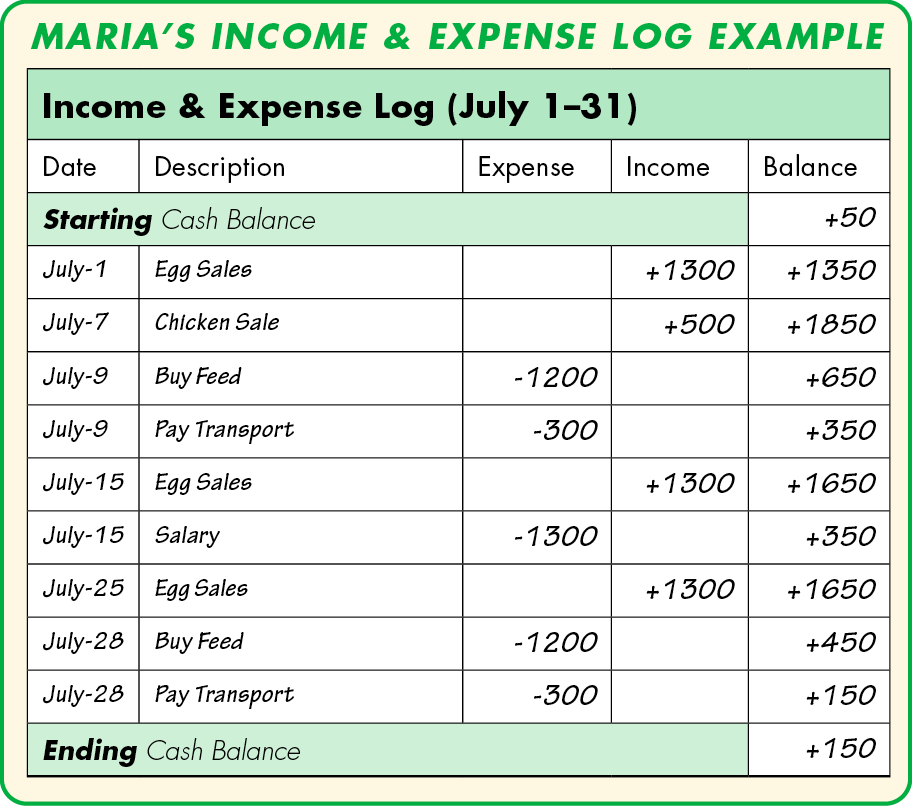 MARIA'S INCOME & EXPENSE LOG EXAMPLE
Income & Expense Log (July 1–31)
Date Description Expense Income Balance
Starting Cash Balance +50
July-1 Egg Sales +1300 +1350
July-7 Chicken Sale +500 +1850
July-9 Buy Feed -1200 +650
July-9 Pay Transport -300 +350
July-15 Egg Sales +1300 +1650
July-15 Salary -1300 +350
July-25 Egg Sales +1300 +1650
July-28 Buy Feed -1200 +450
July-28 Pay Transport -300 +150
Ending Cash Balance +150